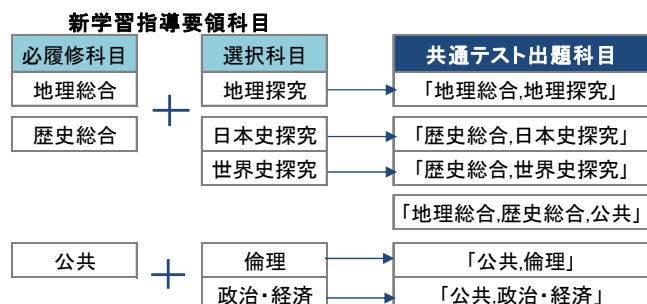 新学習指導要領科目
必履修科目 選択科目 共通テスト出題科目
地理総合 + 地理探究 「地理総合,地理探究」
歴史総合 日本史探究 「歴史総合,日本史探究」
世界史探究 「歴史総合,世界史探究」
「地理総合,歴史総合,公共」
公共 + 倫理 「公共,倫理」
政治・経済 「公共,政治・経済」